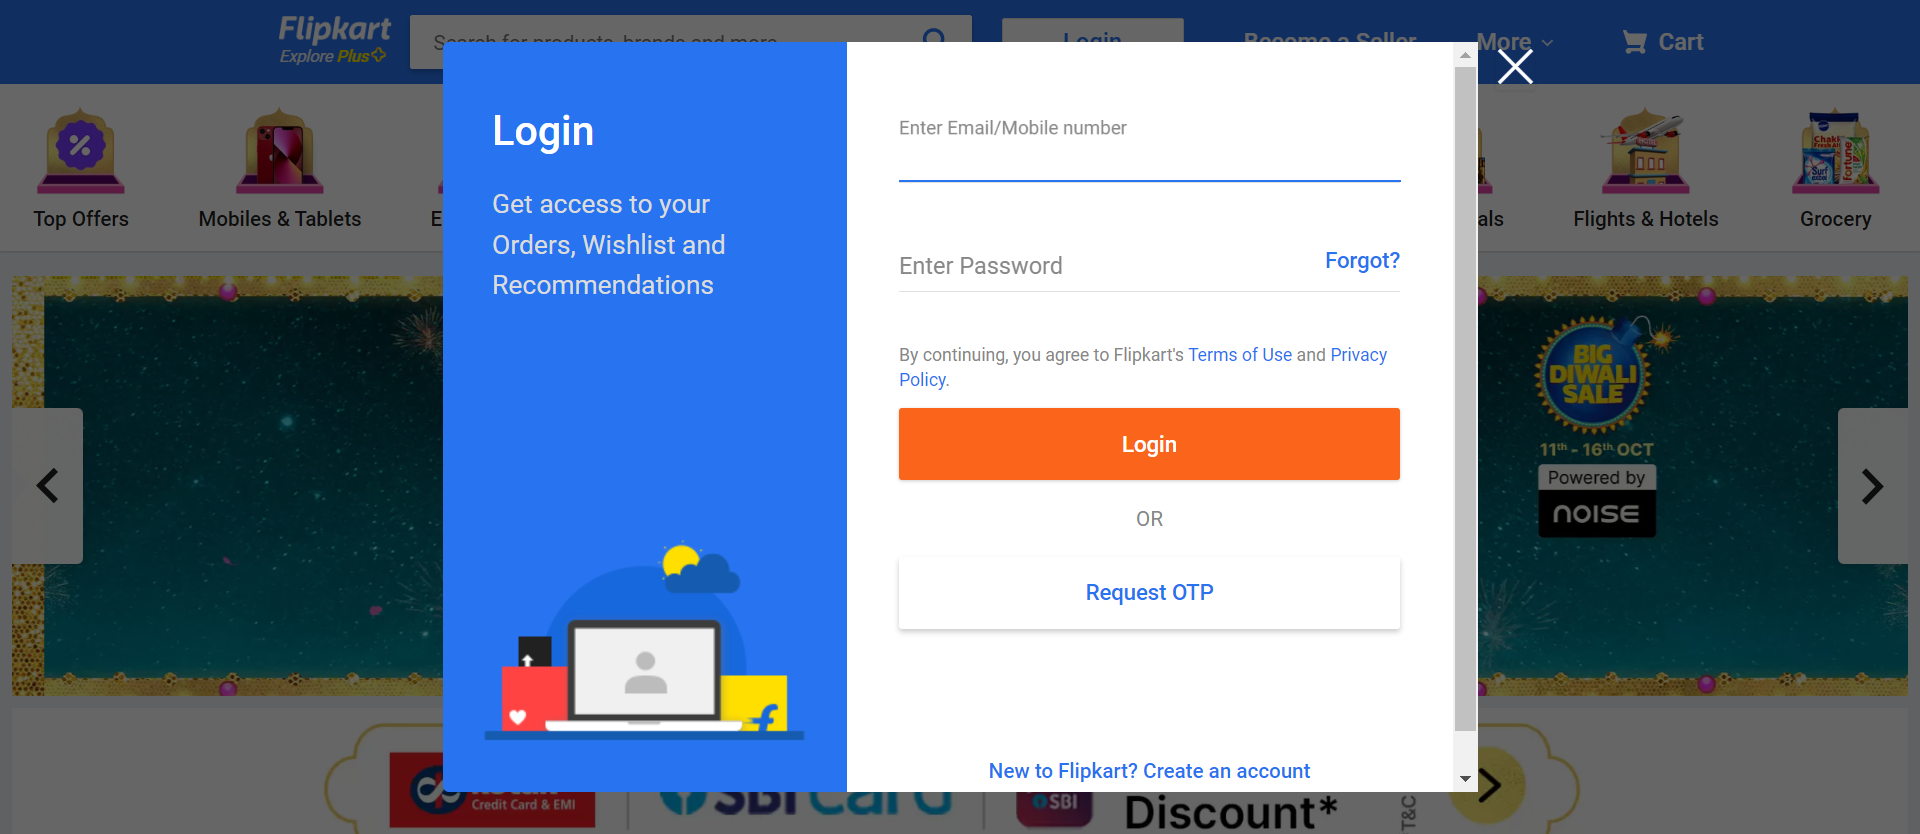 Flipkart
Explore Plus
Search for products, brands and more
Login
Become a Seller
More
Cart
Top Offers
Mobiles & Tablets
E
als
Flights & Hotels
Grocery
Login
Get access to your
Orders, Wishlist and
Recommendations
Enter Email/Mobile number
Enter Password
Forgot?
By continuing, you agree to Flipkart's Terms of Use and Privacy
Policy.
Login
OR
Request OTP
New to Flipkart? Create an account
BIG
DIWALI
SALE
11th - 16th OCT
Powered by
NOISE
Credit Card & EMI
SBI Card
SBI
Discount*
T&C